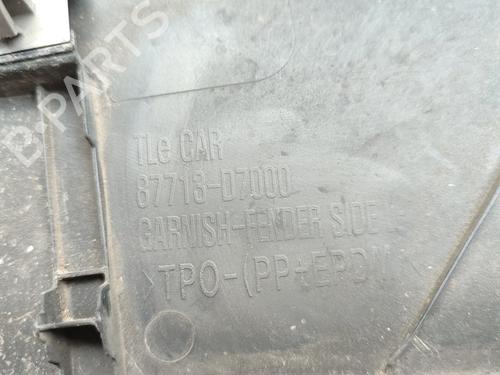 B-PARTS
TLe CAR
87713-D7000
GARNISH-FENDER SIDE
>TPO-(PP+EPDM)